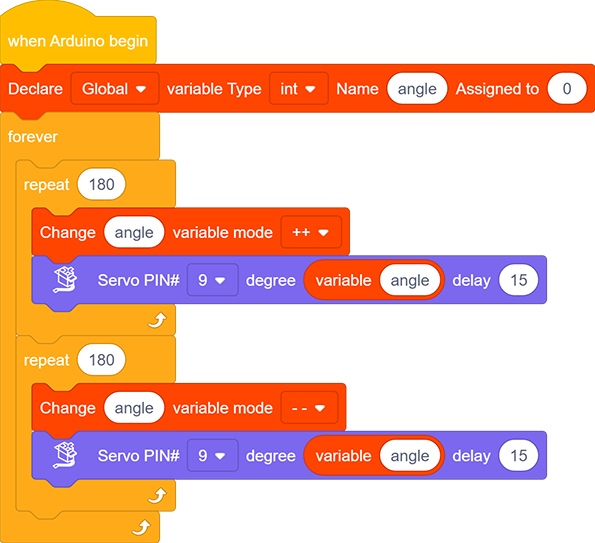 when Arduino begin
Declare Global variable Type int Name angle Assigned to 0
forever
repeat 180
Change angle variable mode ++
Servo PIN# 9 degree variable angle delay 15
repeat 180
Change angle variable mode --
Servo PIN# 9 degree variable angle delay 15